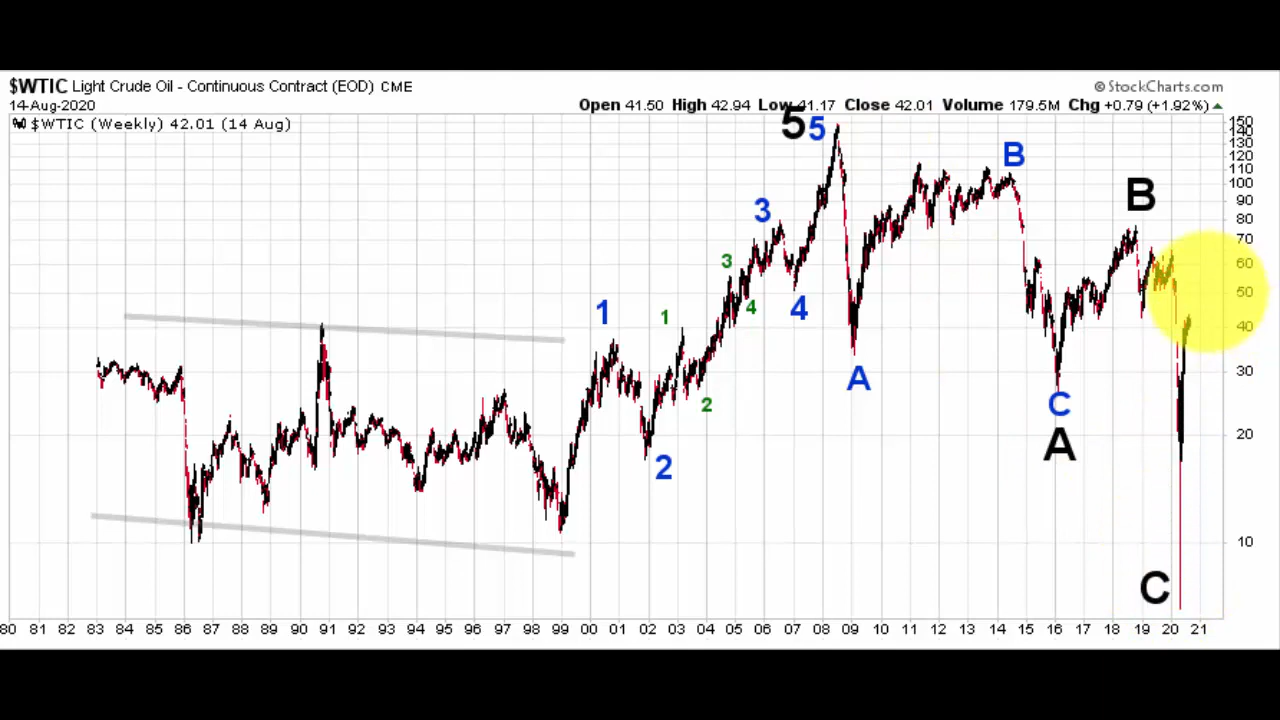 $WTIC Light Crude Oil - Continuous Contract (EOD) CME
© StockCharts.com
14-Aug-2020
Open 41.50 High 42.94 Low 41.17 Close 42.01 Volume 179.5M Chg +0.79 (+1.92%)
$WTIC (Weekly) 42.01 (14 Aug)
5 5
B
B
3
3
1
1
4
4
2
2
A
C
A
C
150
140
130
120
110
100
90
80
70
60
50
40
30
20
10
80 81 82 83 84 85 86 87 88 89 90 91 92 93 94 95 96 97 98 99 00 01 02 03 04 05 06 07 08 09 10 11 12 13 14 15 16 17 18 19 20 21